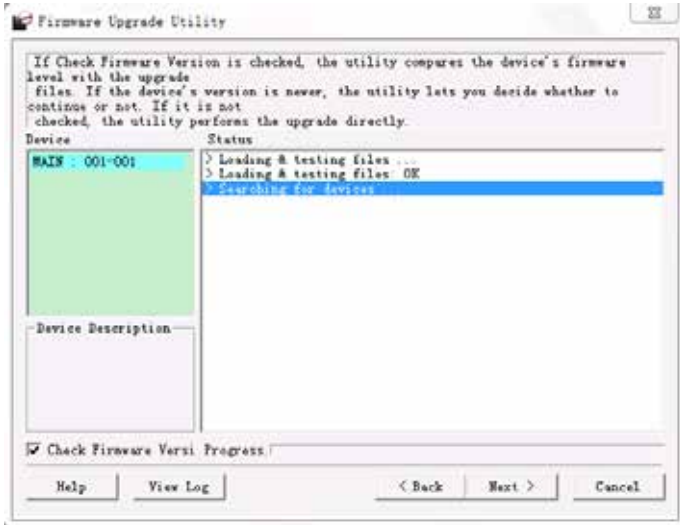 Firmware Upgrade Utility
If Check Firmware Version is checked, the utility compares the device's firmware
level with the upgrade
files. If the device's version is newer, the utility lets you decide whether to
continue or not. If it is not
checked, the utility performs the upgrade directly.
Device Status
MAIN : 001-001
> Loading & testing files ...
> Loading & testing files: OK
> Searching for devices ...
Device Description
Check Firmware Versi Progress:
Help View Log < Back Next > Cancel